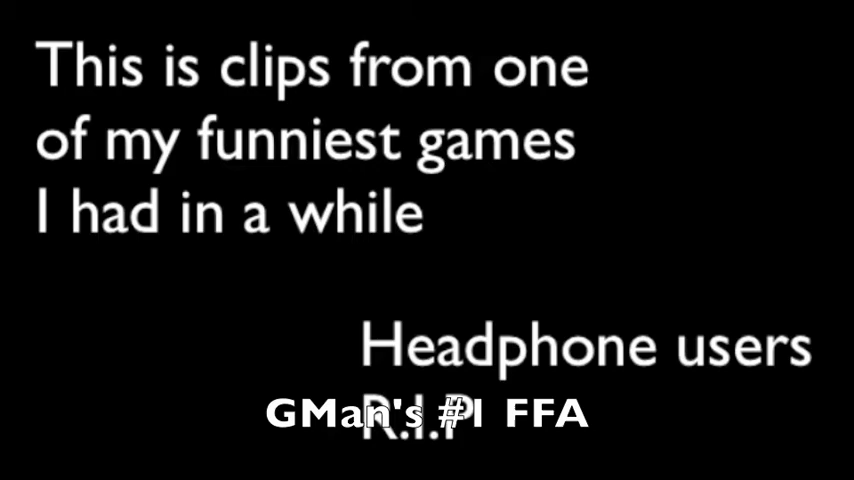 This is clips from one
of my funniest games
I had in a while
Headphone users
R.I.P
GMan's #1 FFA